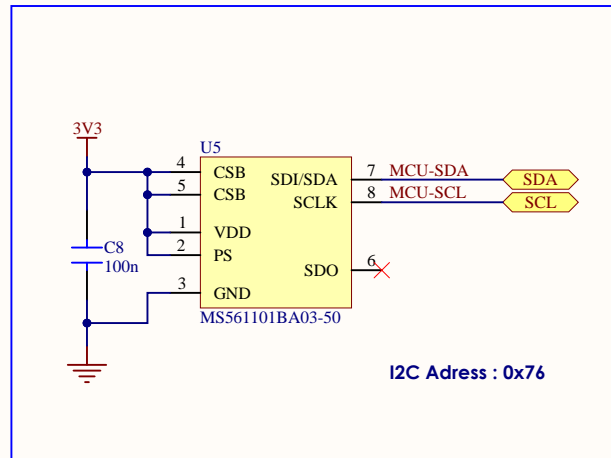 3V3
U5
4 CSB
5 CSB
1 VDD
2 PS
3 GND
SDI/SDA 7 MCU-SDA SDA
SCLK 8 MCU-SCL SCL
SDO 6
C8
100n
MS561101BA03-50
I2C Adress : 0x76